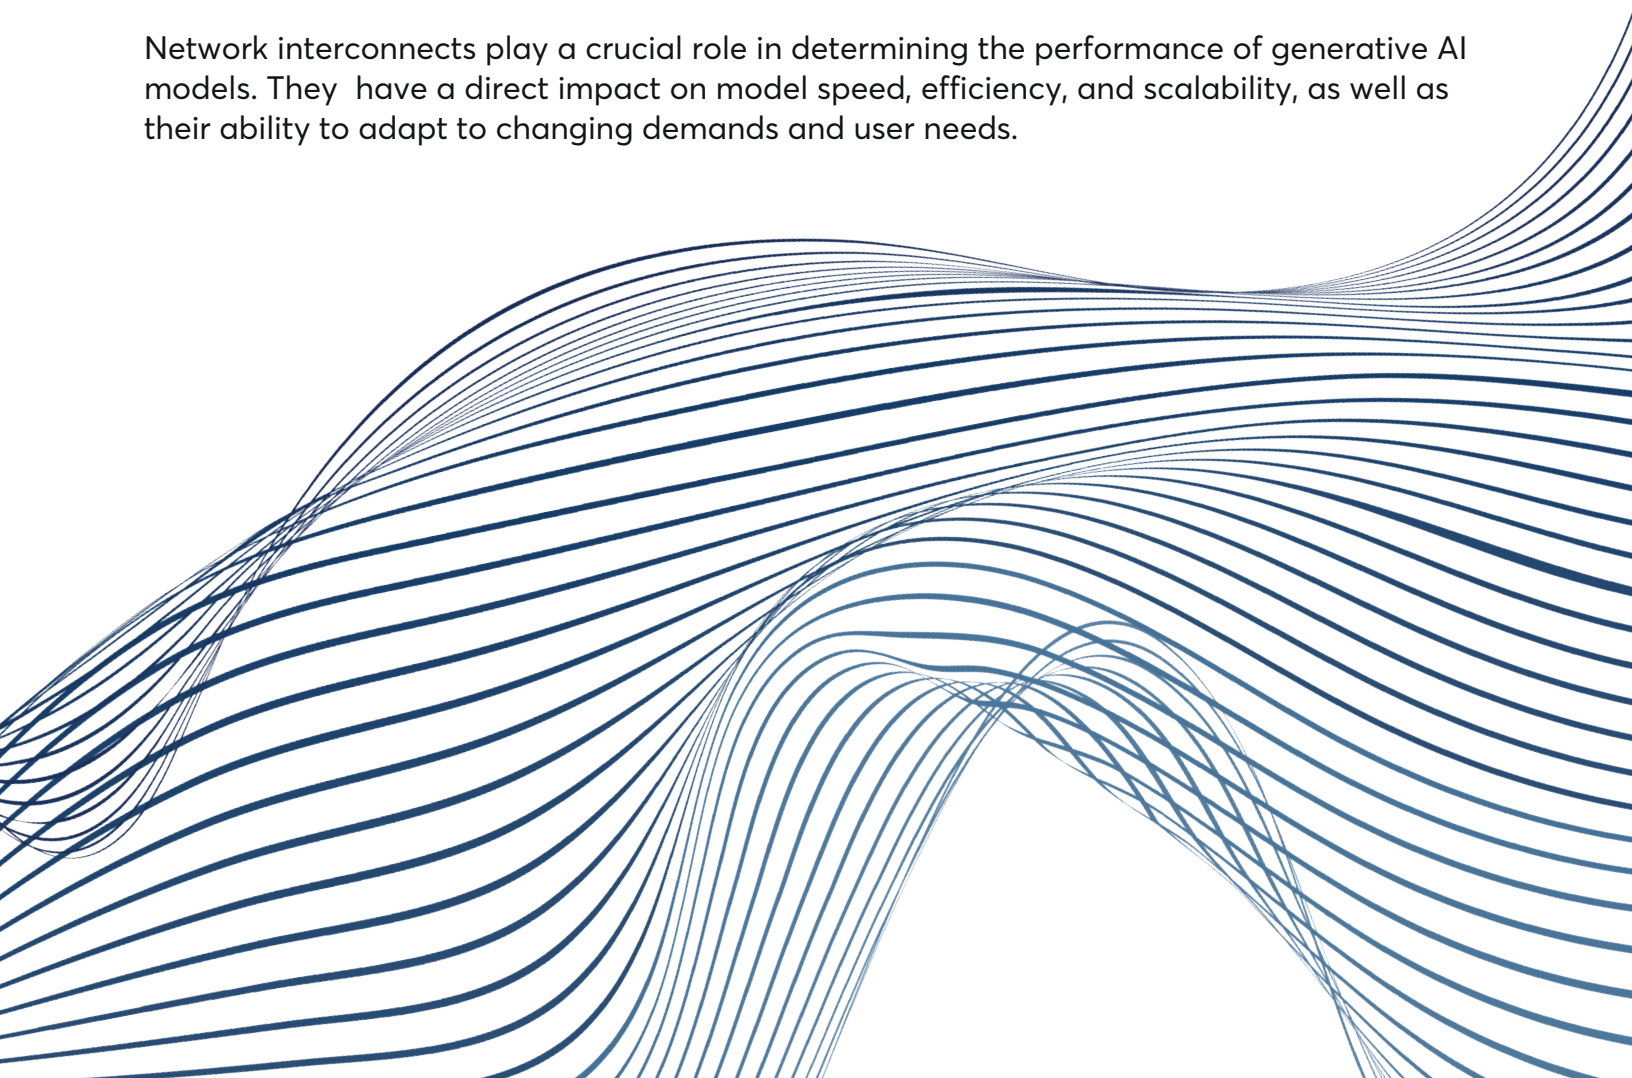 Network interconnects play a crucial role in determining the performance of generative AI
models. They  have a direct impact on model speed, efficiency, and scalability, as well as
their ability to adapt to changing demands and user needs.